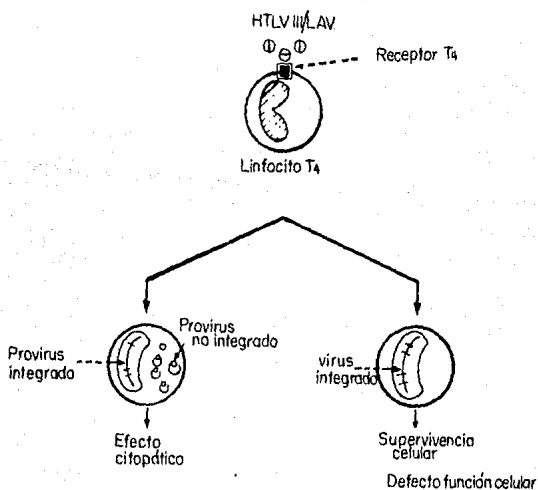 HTLV III/LAV
Receptor T4
Linfocito T4
Provirus
no integrado
Provirus
integrado
virus
integrado
Efecto
citopático
Supervivencia
celular
Defecto función celular